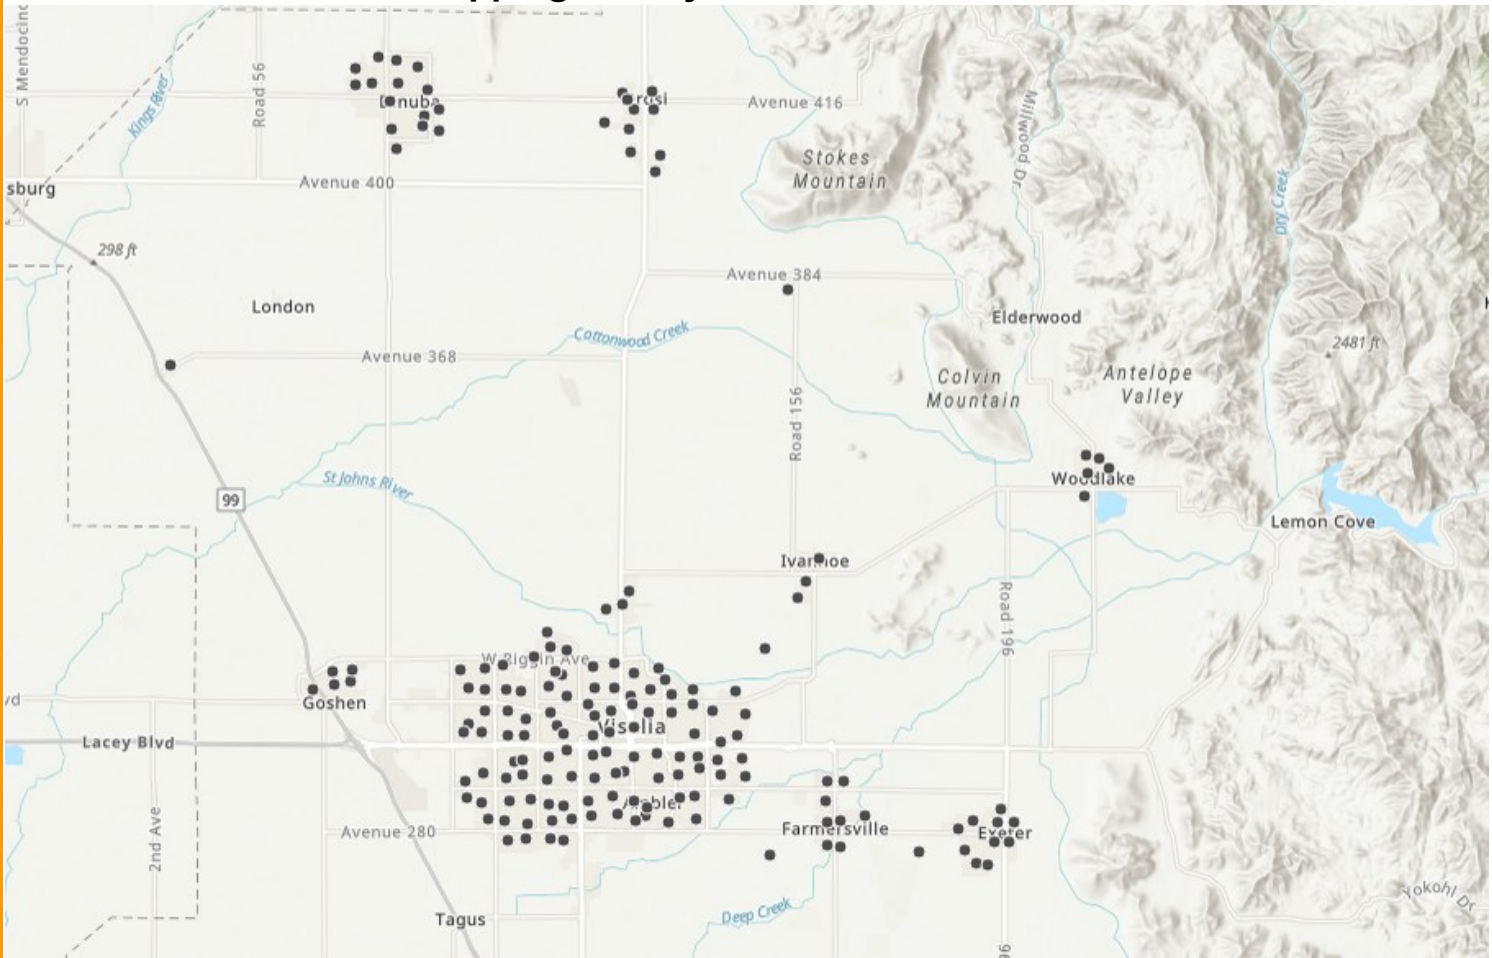 S Mendocino
Kings River
Road 56
Dinuba
Orosi
Avenue 416
Millwood Dr
Dry Creek
Stokes
Mountain
sburg
Avenue 400
298 ft
Avenue 384
London
Elderwood
Cottonwood Creek
Avenue 368
2481 ft
Colvin
Mountain
Antelope
Valley
Road 156
St Johns River
99
Woodlake
Lemon Cove
Ivanhoe
Road 196
W Riggin Ave
Goshen
Visalia
Lacey Blvd
Ambler
2nd Ave
Avenue 280
Farmersville
Exeter
Yokohl Dr
Deep Creek
Tagus